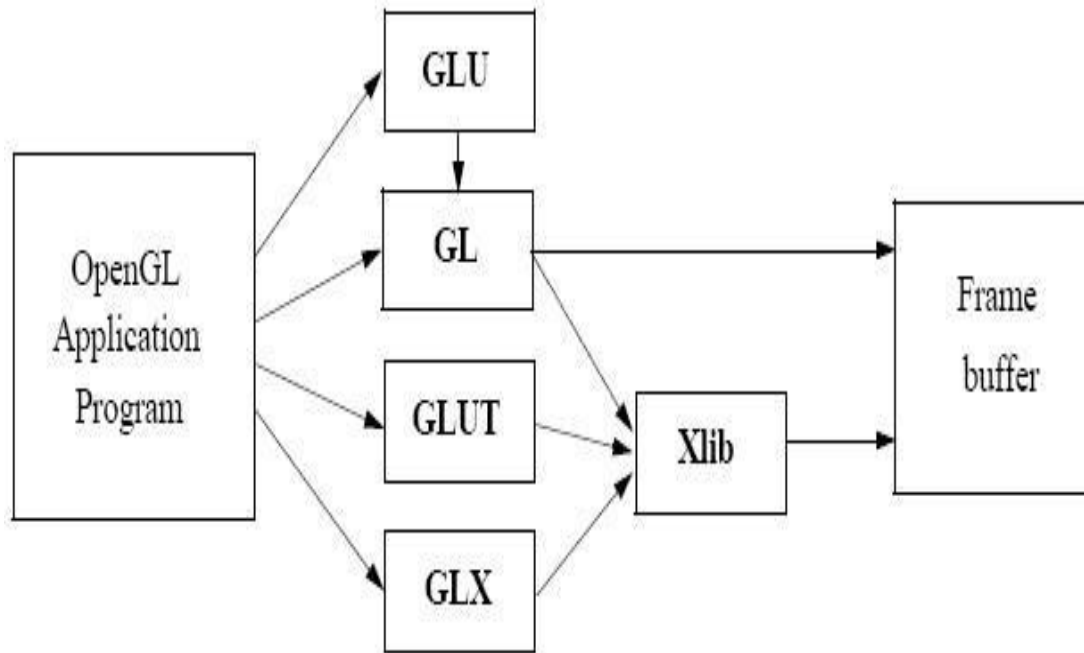 GLU
OpenGL
Application
Program
GL
Frame
buffer
GLUT
Xlib
GLX